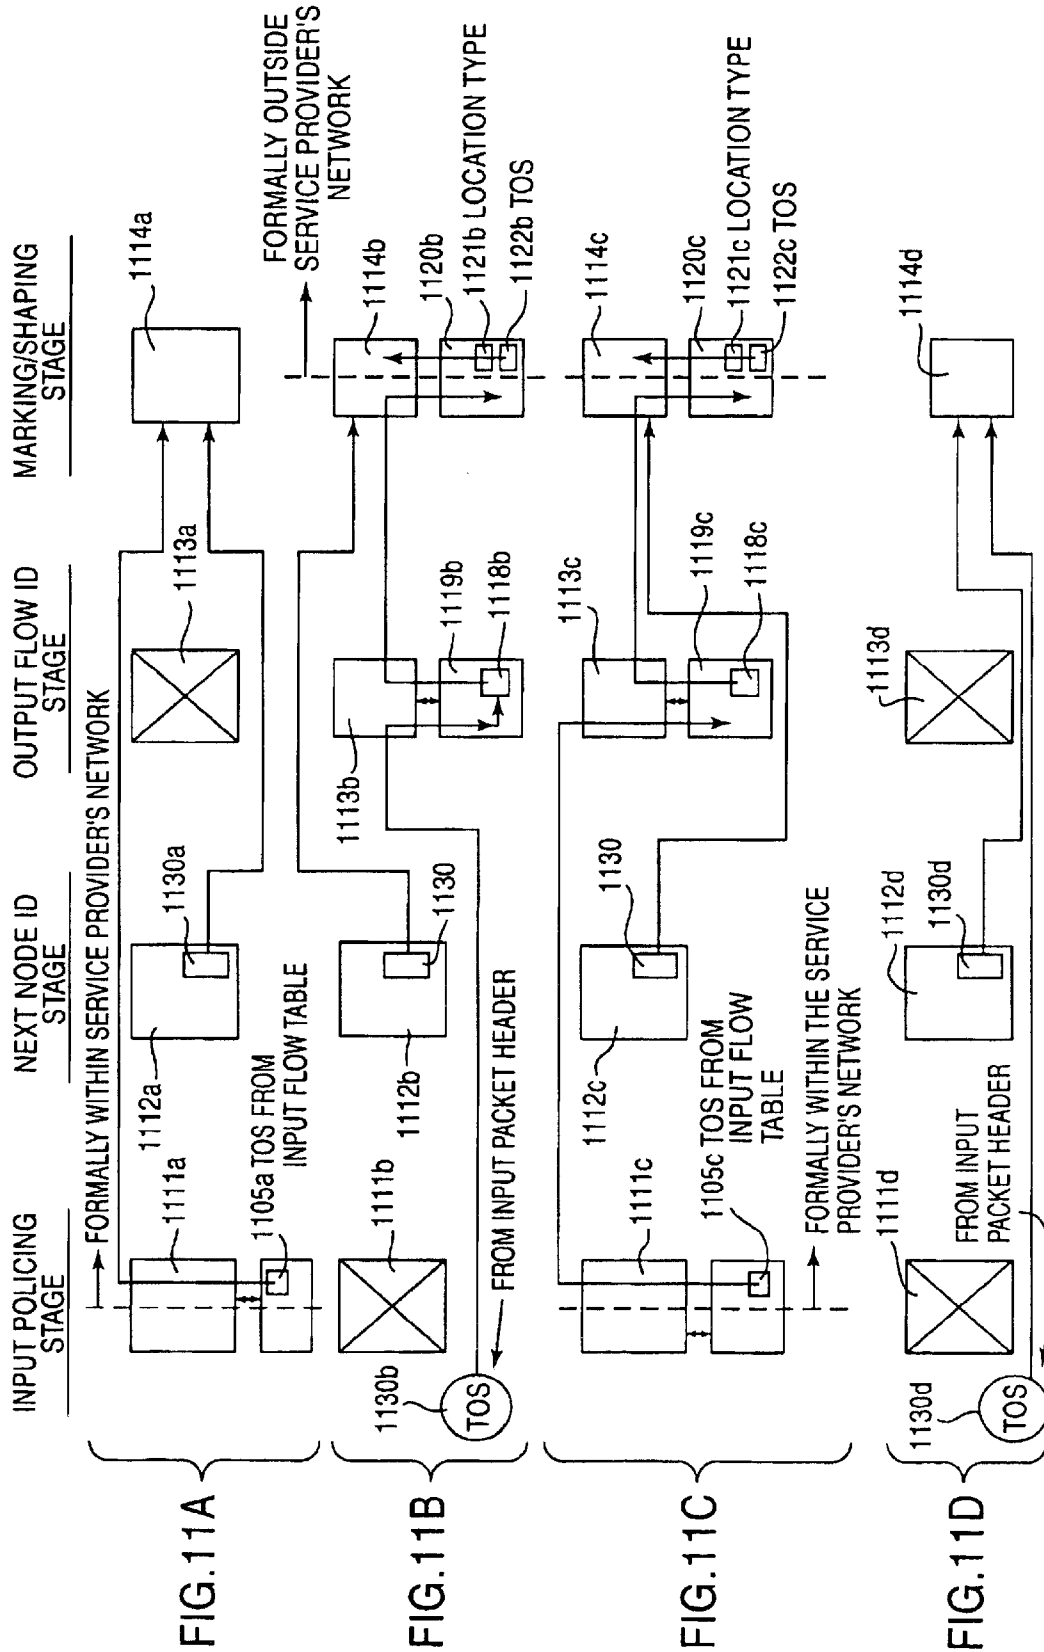 INPUT POLICING
STAGE
NEXT NODE ID
STAGE
OUTPUT FLOW ID
STAGE
MARKING/SHAPING
STAGE
FIG.11A
FORMALLY WITHIN SERVICE PROVIDER'S NETWORK
1111a
1105a TOS FROM
INPUT FLOW TABLE
1112a
1130a
1113a
1114a
FIG.11B
1130b
TOS
FROM INPUT PACKET HEADER
1111b
1112b
1130
1113b
1119b
1118b
FORMALLY OUTSIDE
SERVICE PROVIDER'S
NETWORK
1114b
1120b
1121b LOCATION TYPE
1122b TOS
FIG.11C
1111c
1105c TOS FROM
INPUT FLOW
TABLE
FORMALLY WITHIN THE SERVICE
PROVIDER'S NETWORK
1112c
1130
1113c
1119c
1118c
1114c
1120c
1121c LOCATION TYPE
1122c TOS
FIG.11D
1130d
TOS
1111d
FROM INPUT
PACKET HEADER
1112d
1130d
1113d
1114d